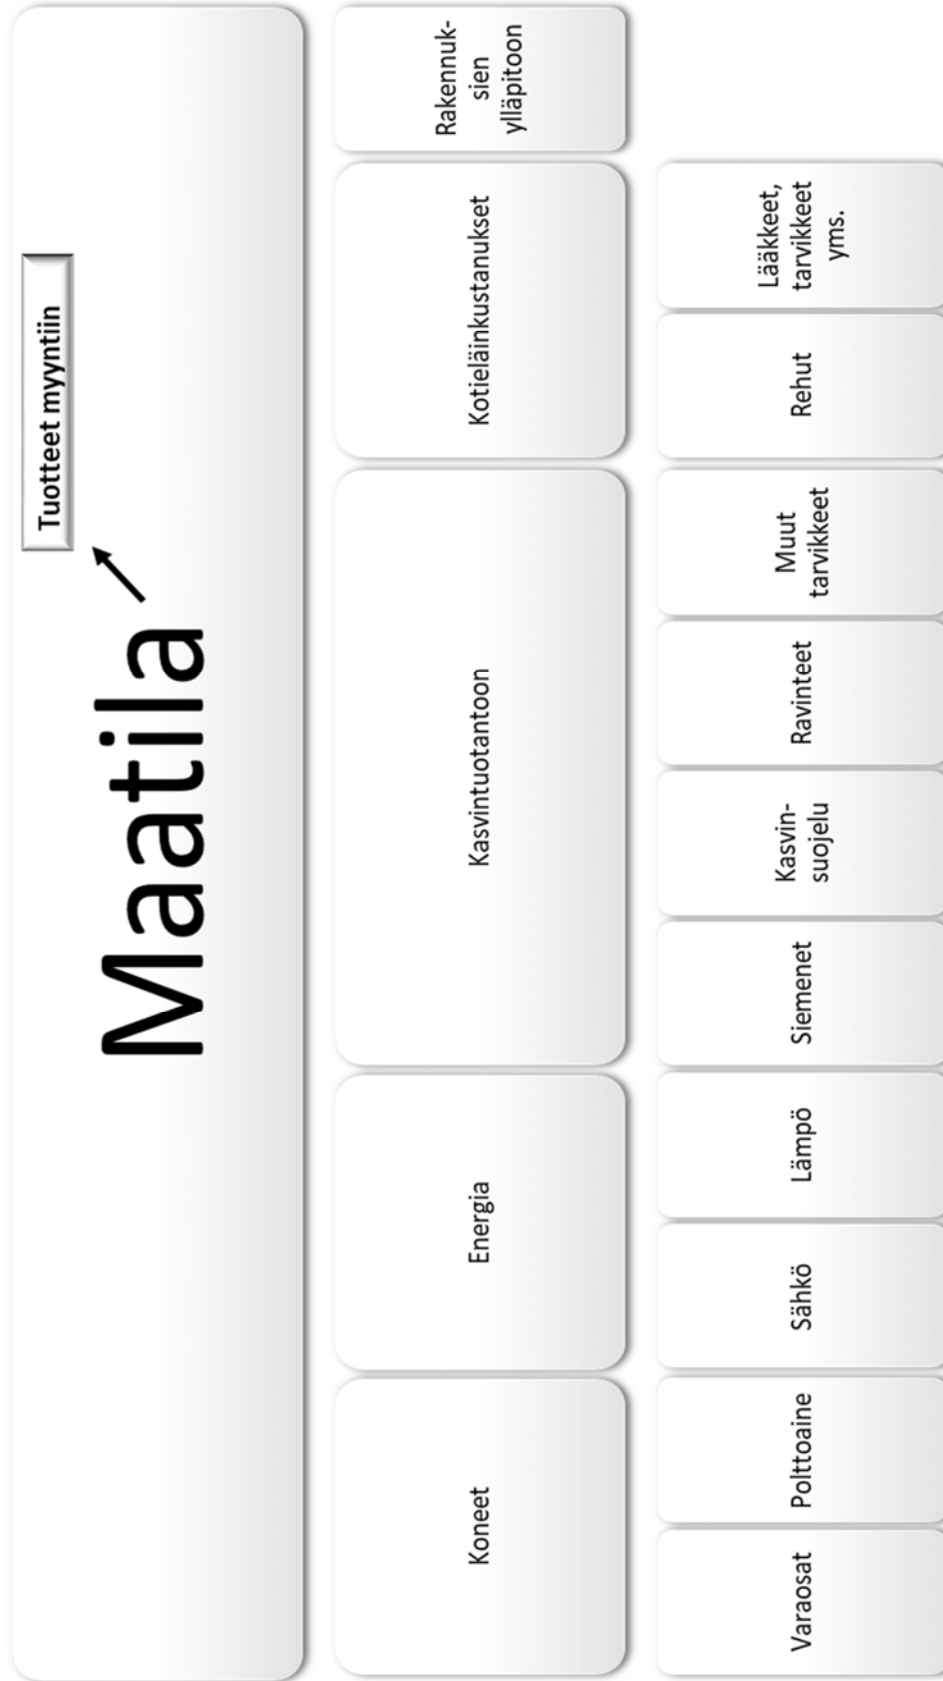 Tuotteet myyntiin
Maatila
Koneet
Energia
Kasvintuotantoon
Kotieläinkustanukset
Rakennuk-
sien
ylläpitoon
Varaosat
Polttoaine
Sähkö
Lämpö
Siemenet
Kasvin-
suojelu
Ravinteet
Muut
tarvikkeet
Rehut
Lääkkeet,
tarvikkeet
yms.